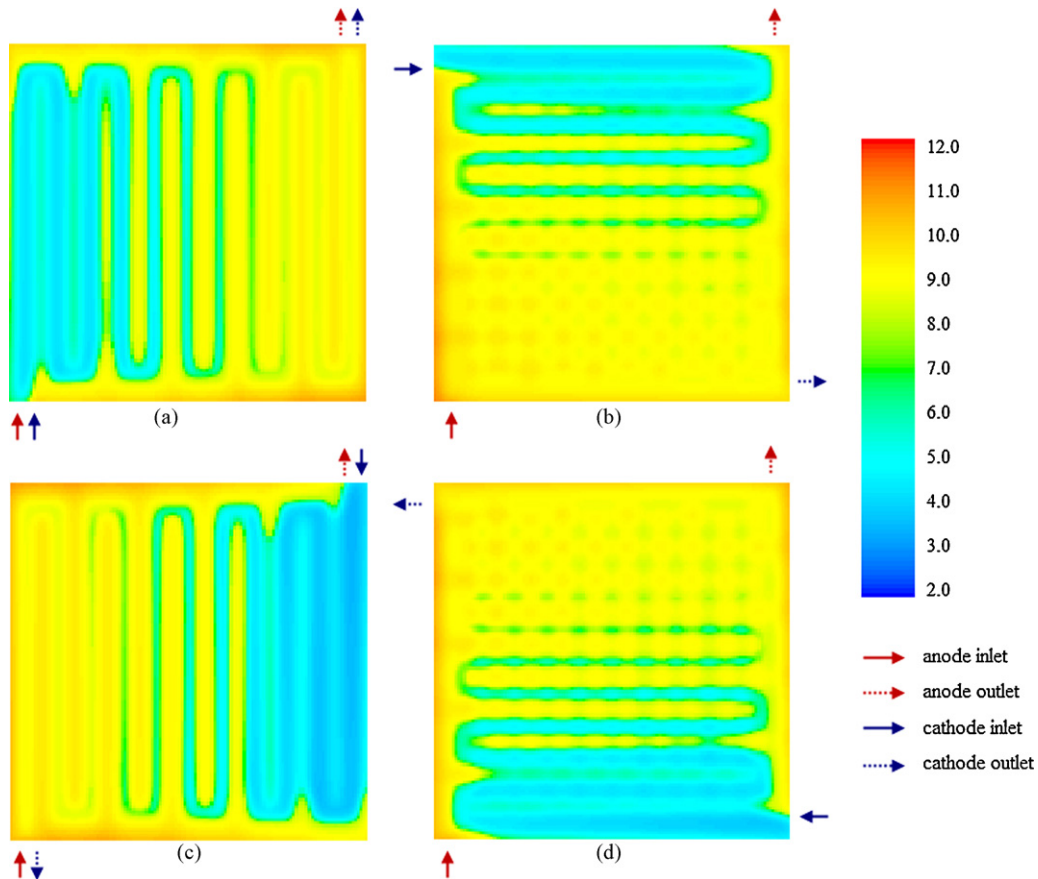 (a)
(b)
(c)
(d)
12.0
11.0
10.0
9.0
8.0
7.0
6.0
5.0
4.0
3.0
2.0
anode inlet
anode outlet
cathode inlet
cathode outlet